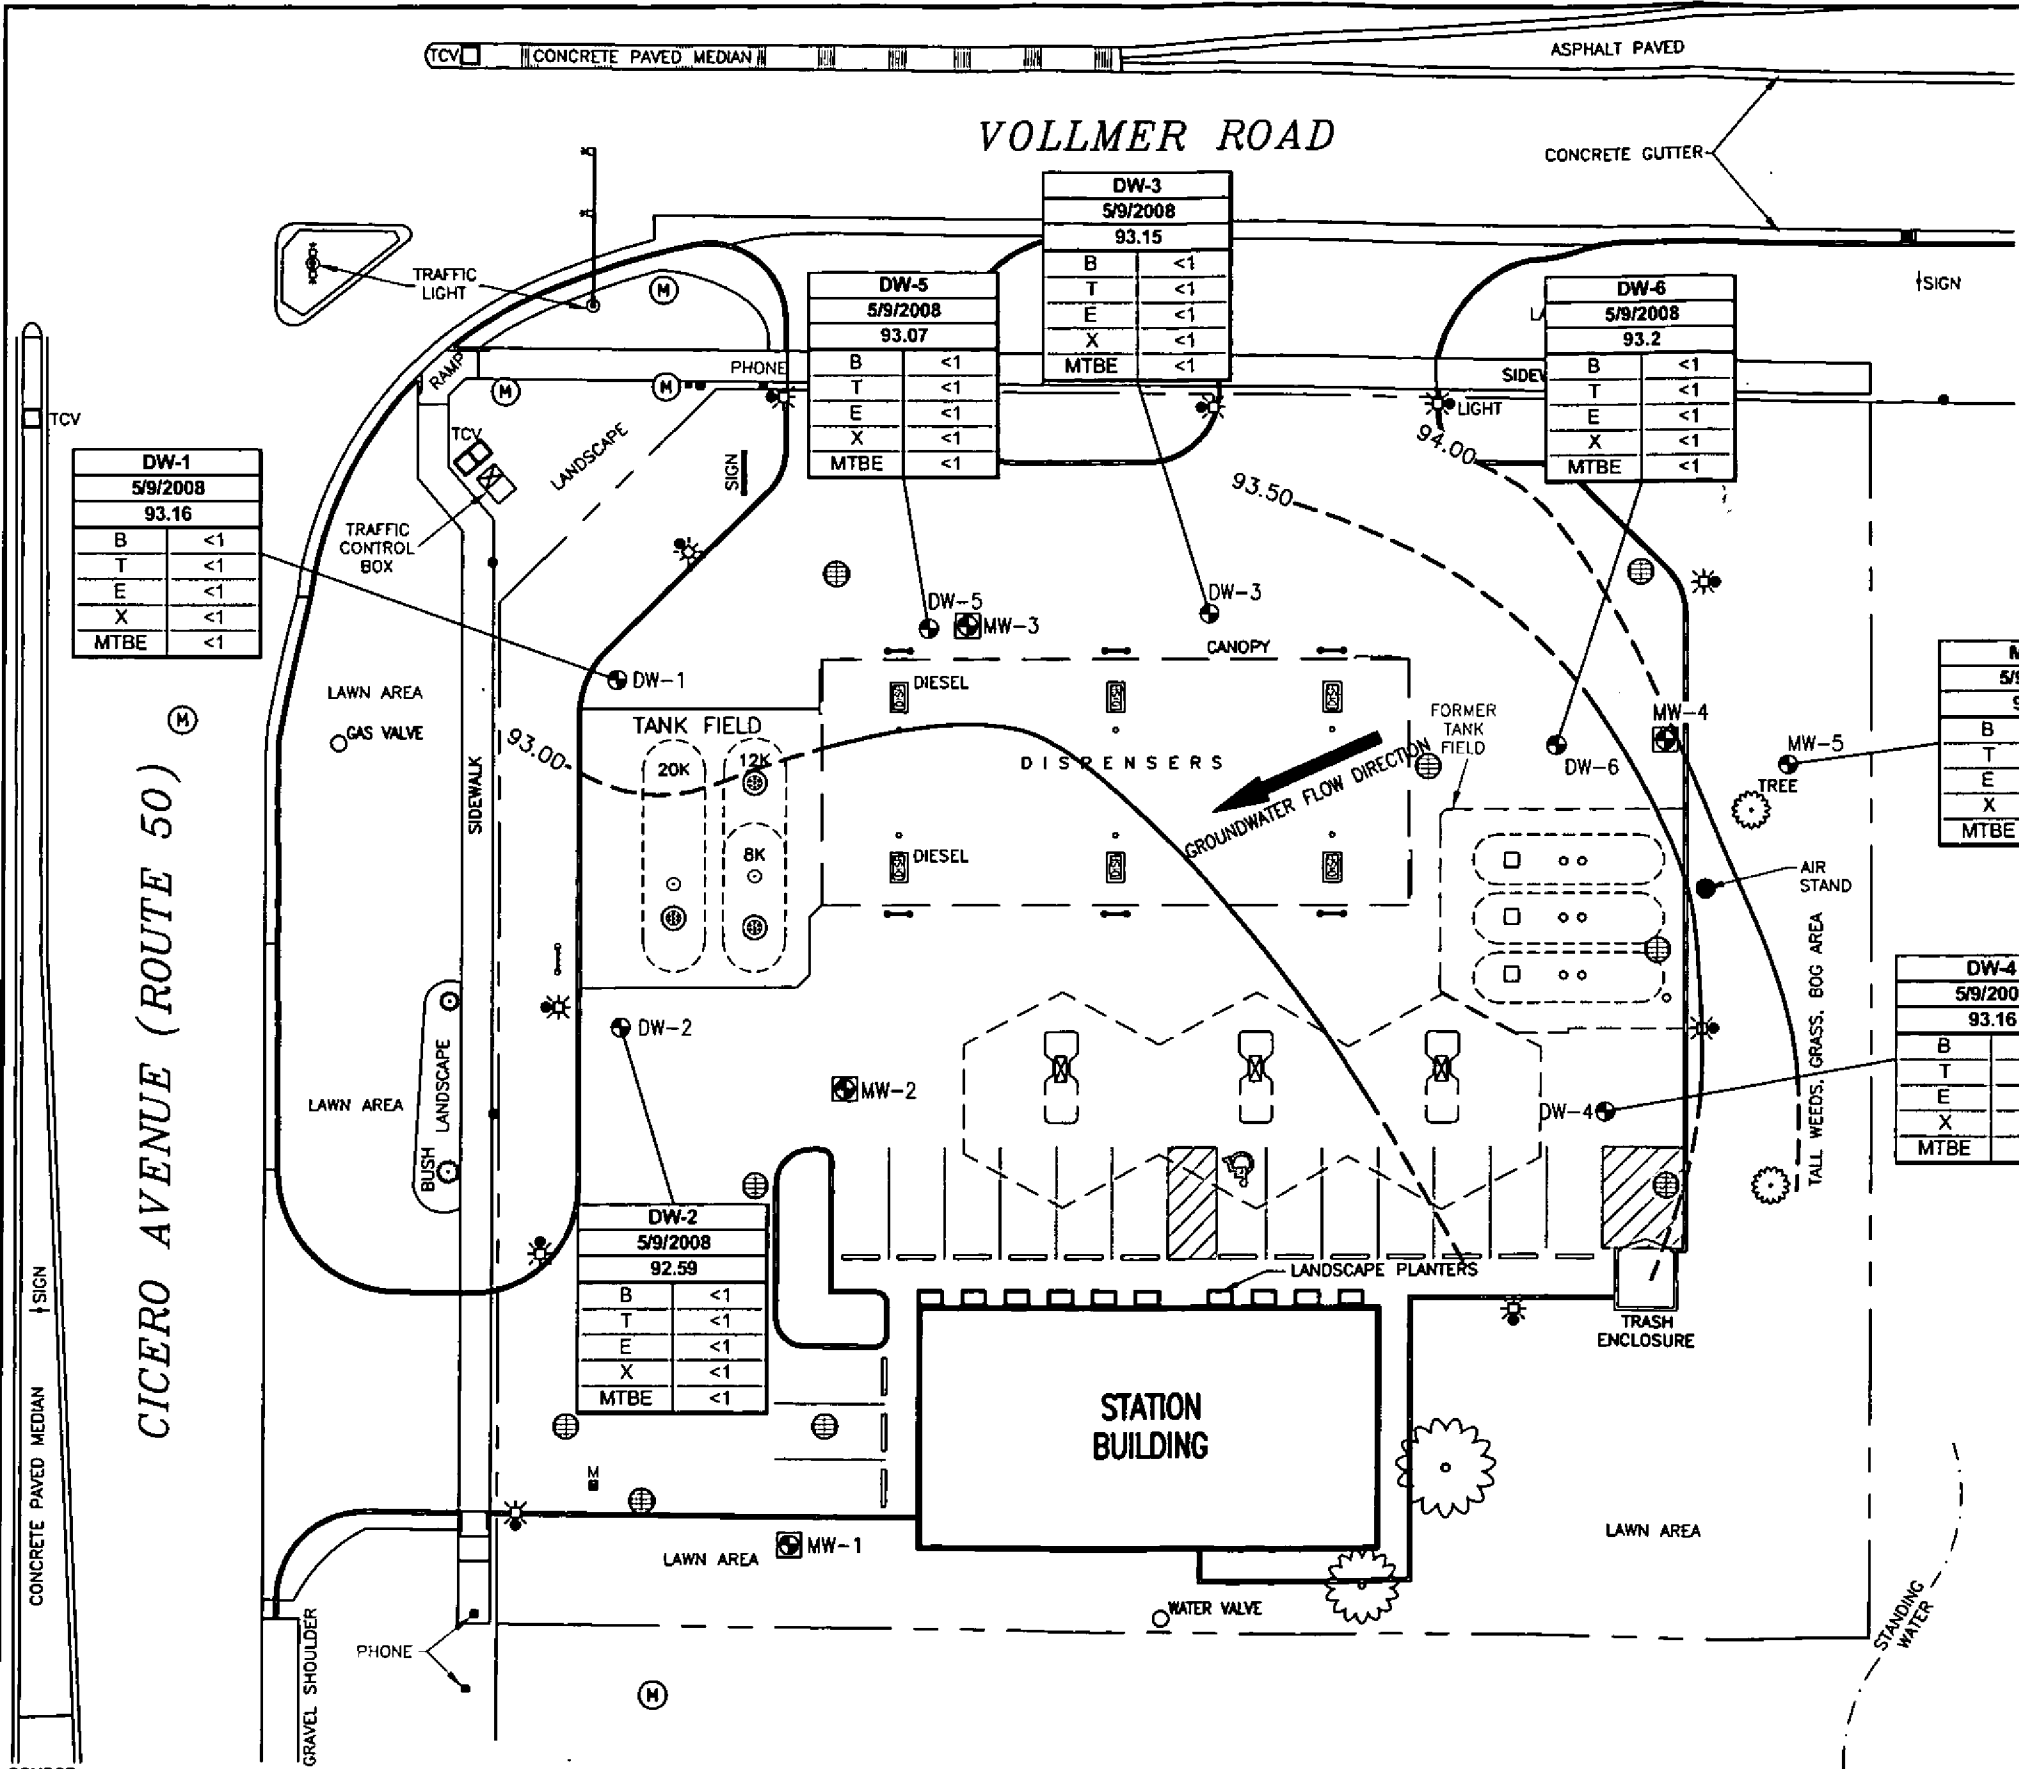 TCV
CONCRETE PAVED MEDIAN
ASPHALT PAVED
VOLLMER ROAD
CONCRETE GUTTER
DW-3
5/9/2008
93.15
B <1
T <1
E <1
X <1
MTBE <1
TRAFFIC
LIGHT
M
DW-5
5/9/2008
93.07
B <1
T <1
E <1
X <1
MTBE <1
DW-6
5/9/2008
93.2
B <1
T <1
E <1
X <1
MTBE <1
SIGN
RAMP
M
M
PHONE
LIGHT
TCV
TCV
LANDSCAPE
SIGN
94.00
93.50
DW-1
5/9/2008
93.16
B <1
T <1
E <1
X <1
MTBE <1
TRAFFIC
CONTROL
BOX
DW-5
MW-3
DW-3
CANOPY
DW-1
LAWN AREA
M
GAS VALVE
93.00
TANK FIELD
20K
12K
8K
DIESEL
DISPENSERS
DIESEL
GROUNDWATER FLOW DIRECTION
FORMER
TANK
FIELD
MW-4
DW-6
MW-5
TREE
B
T
E
X
MTBE
AIR
STAND
SIDEWALK
CICERO AVENUE (ROUTE 50)
DW-2
MW-2
DW-4
DW-4
93.16
B
T
E
X
MTBE
TALL WEEDS, GRASS, BOG AREA
LAWN AREA
BUSH
LANDSCAPE
DW-2
5/9/2008
92.59
B <1
T <1
E <1
X <1
MTBE <1
LANDSCAPE PLANTERS
TRASH
ENCLOSURE
SIGN
CONCRETE PAVED MEDIAN
STATION
BUILDING
M
MW-1
LAWN AREA
LAWN AREA
WATER VALVE
STANDING
WATER
PHONE
GRAVEL SHOULDER
M